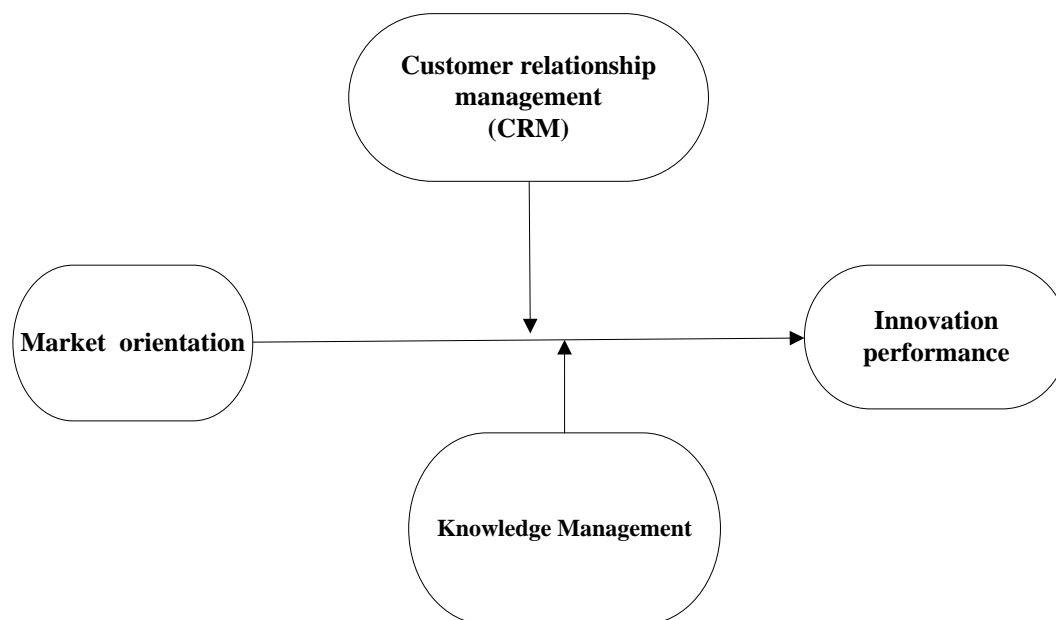 Customer relationship
management
(CRM)
Market orientation
Innovation
performance
Knowledge Management